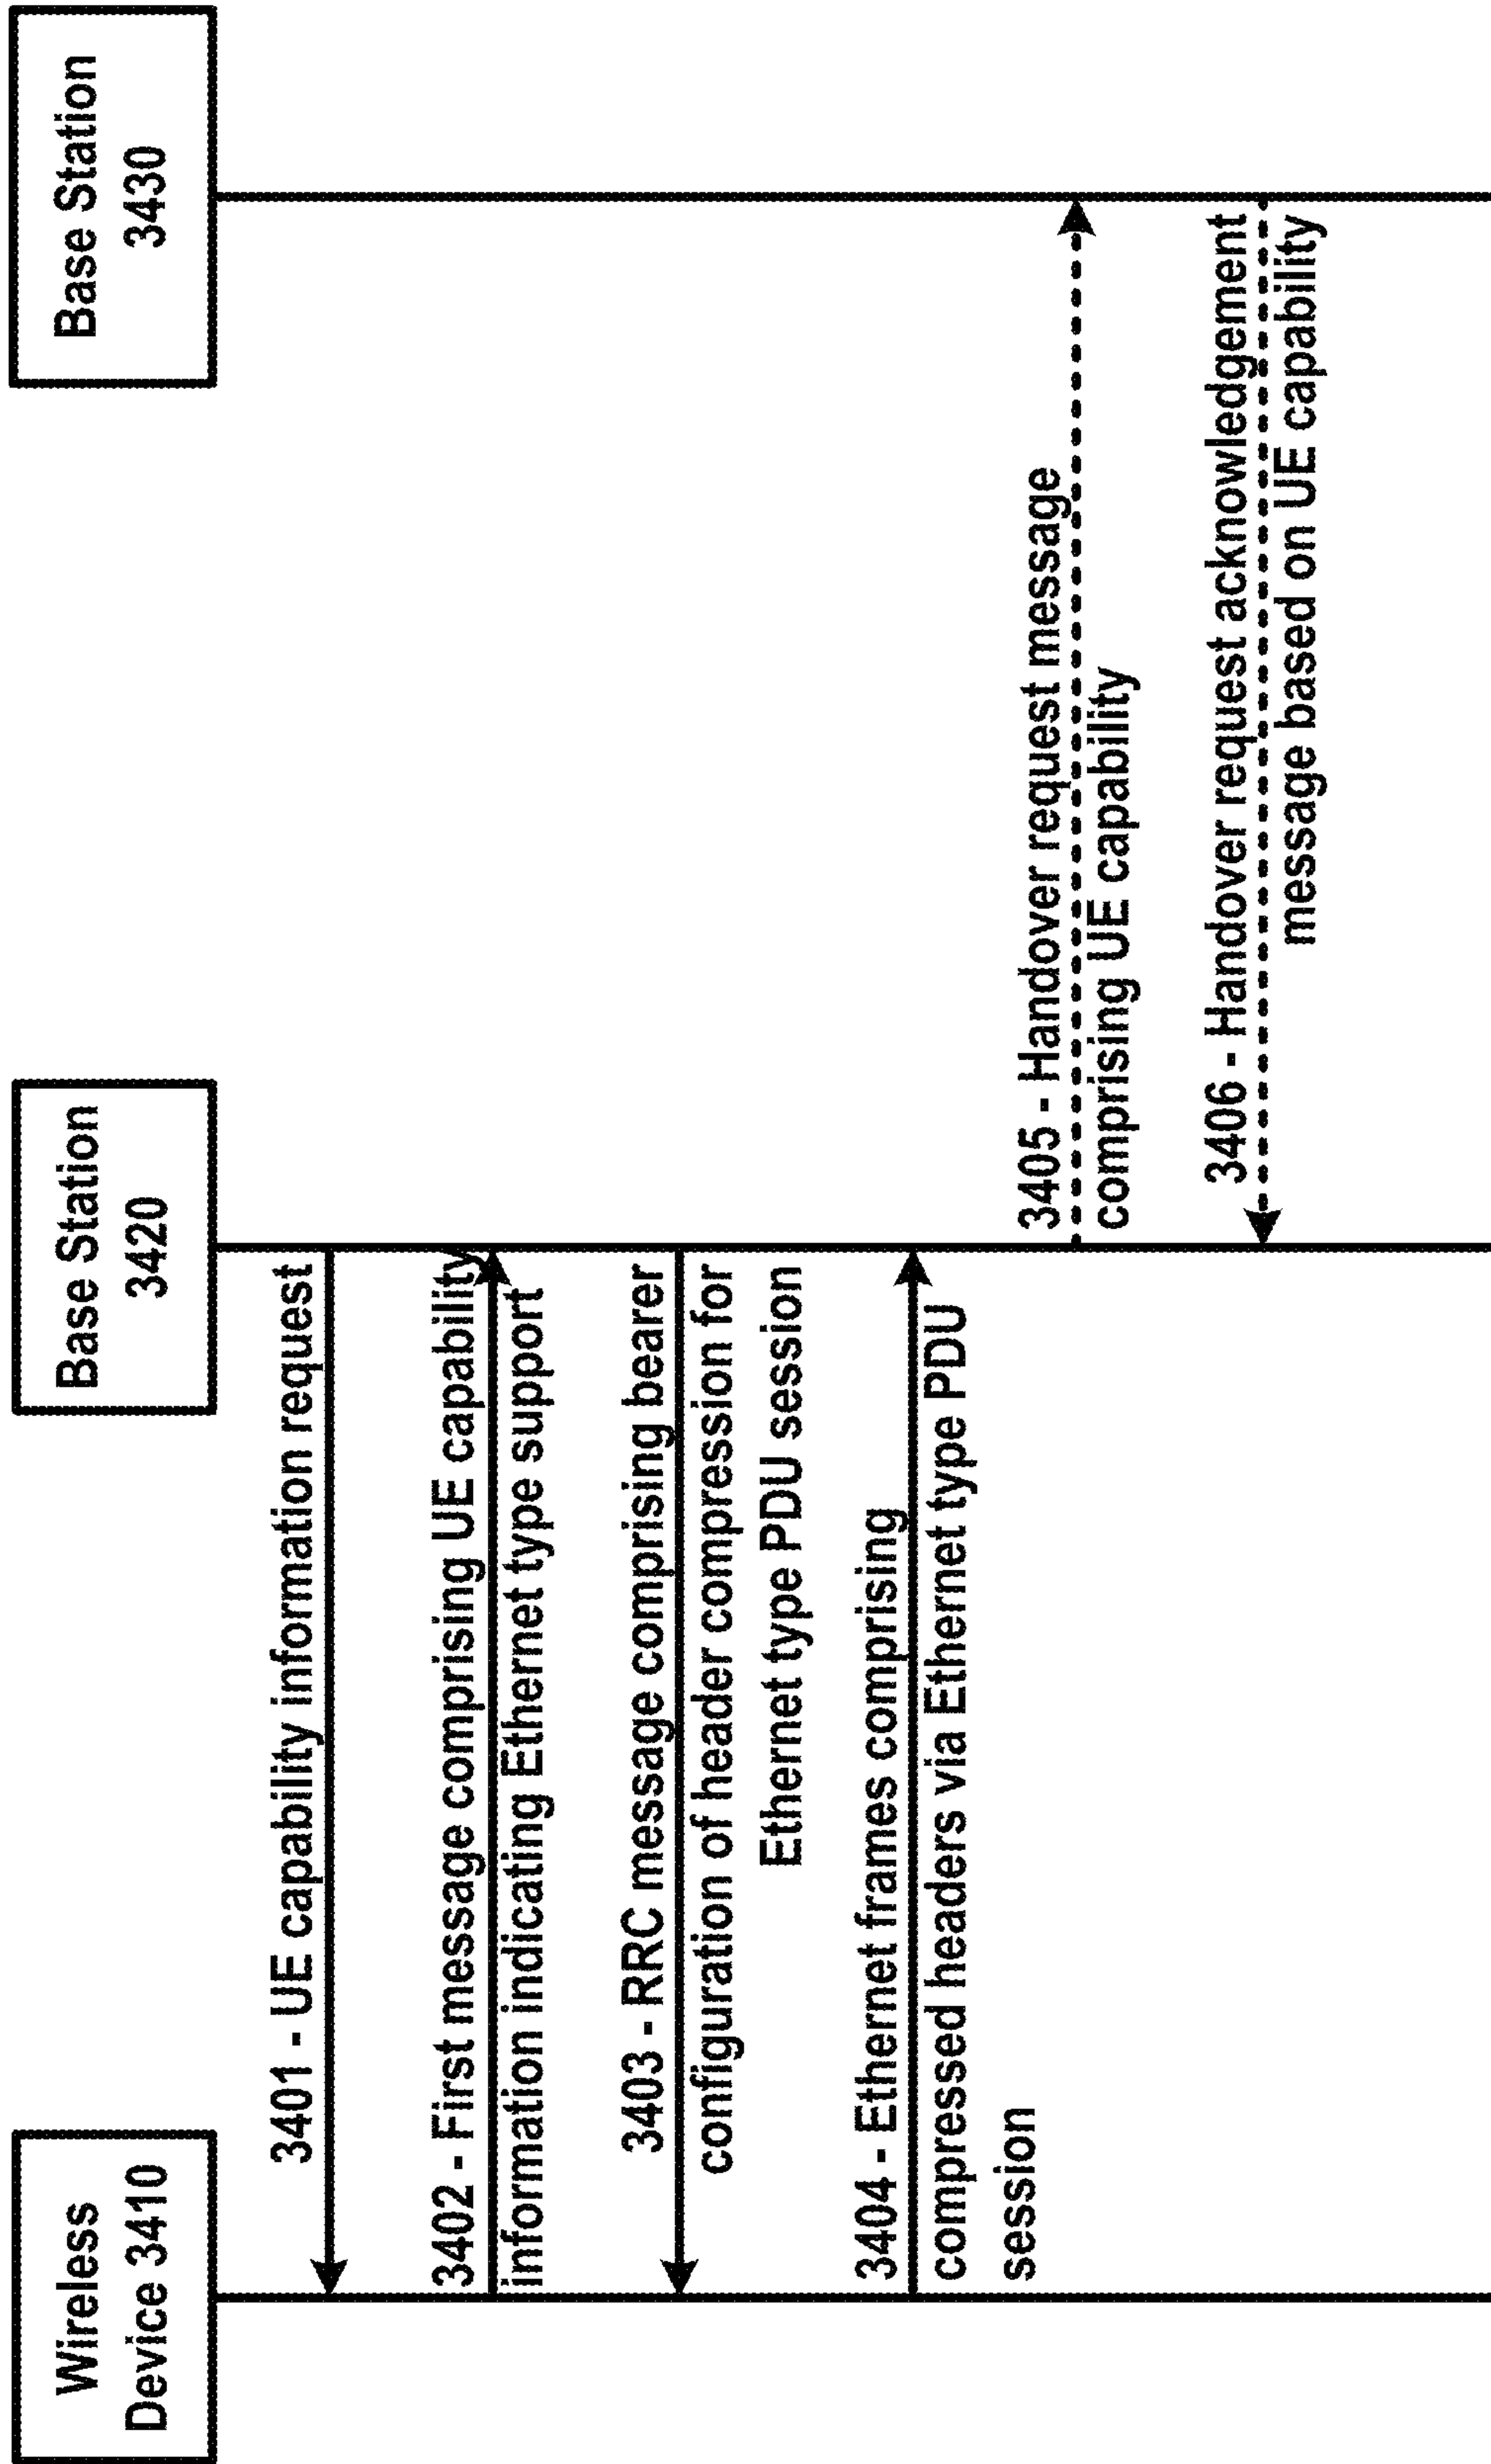 Wireless
Device 3410
Base Station
3420
Base Station
3430
3401 - UE capability information request
3402 - First message comprising UE capability
information indicating Ethernet type support
3403 - RRC message comprising bearer
configuration of header compression for
Ethernet type PDU session
3404 - Ethernet frames comprising
compressed headers via Ethernet type PDU
session
3405 - Handover request message
comprising UE capability
3406 - Handover request acknowledgement
message based on UE capability